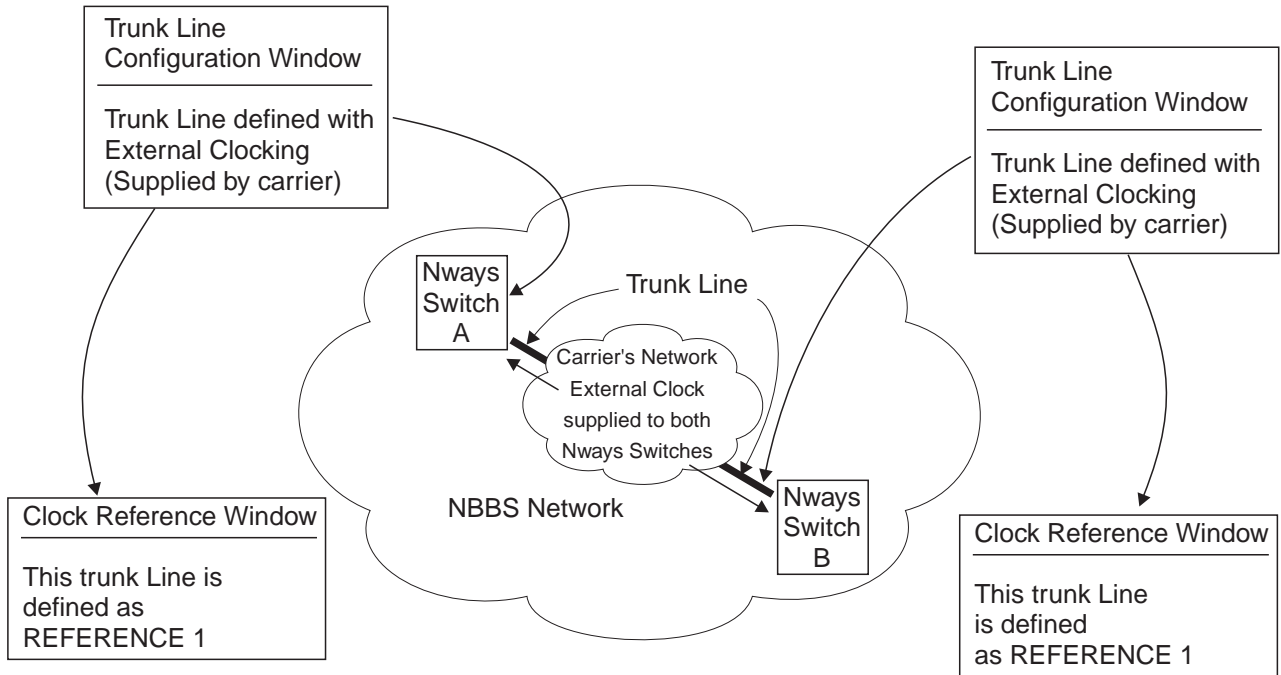 Trunk Line
Configuration Window
Trunk Line defined with
External Clocking
(Supplied by carrier)
Trunk Line
Configuration Window
Trunk Line defined with
External Clocking
(Supplied by carrier)
Nways
Switch
A
Trunk Line
Carrier's Network
External Clock
supplied to both
Nways Switches
NBBS Network
Nways
Switch
B
Clock Reference Window
This trunk Line is
defined as
REFERENCE 1
Clock Reference Window
This trunk Line
is defined
as REFERENCE 1